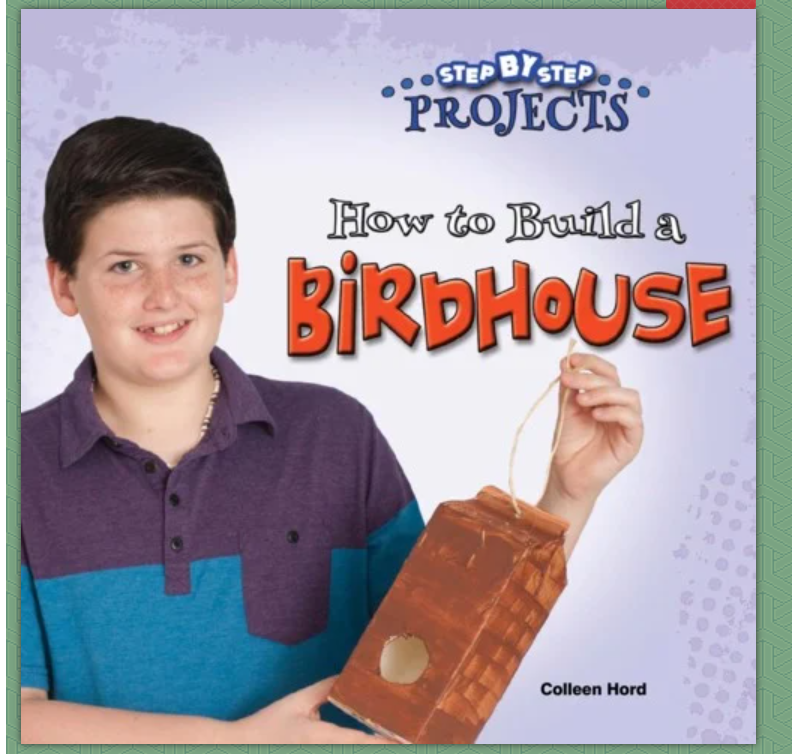 STEP BY STEP
PROJECTS
How to Build a
BiRDHOUSE
Colleen Hord